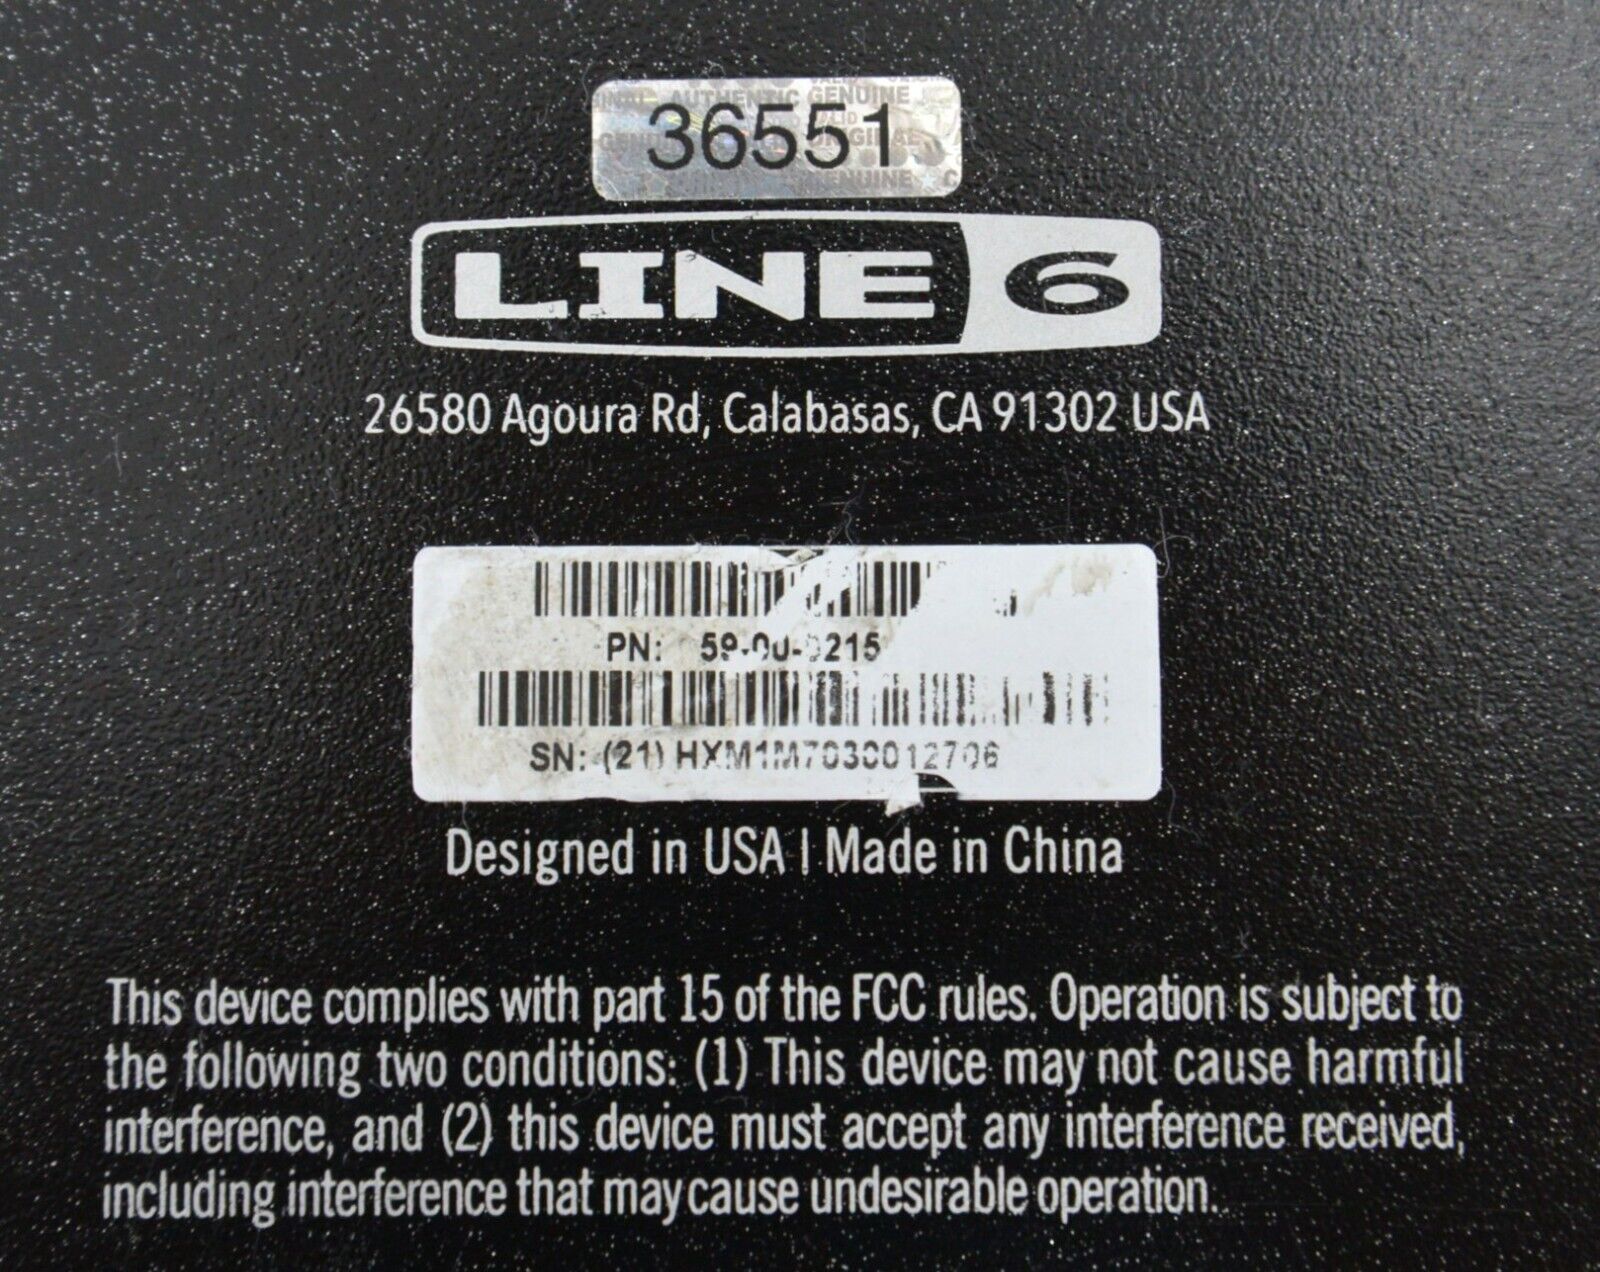 36551
LINE 6
26580 Agoura Rd, Calabasas, CA 91302 USA
PN: 59-00-0215
SN: (21) HXM1M7030012706
Designed in USA | Made in China
This device complies with part 15 of the FCC rules. Operation is subject to
the following two conditions: (1) This device may not cause harmful
interference, and (2) this device must accept any interference received,
including interference that may cause undesirable operation.